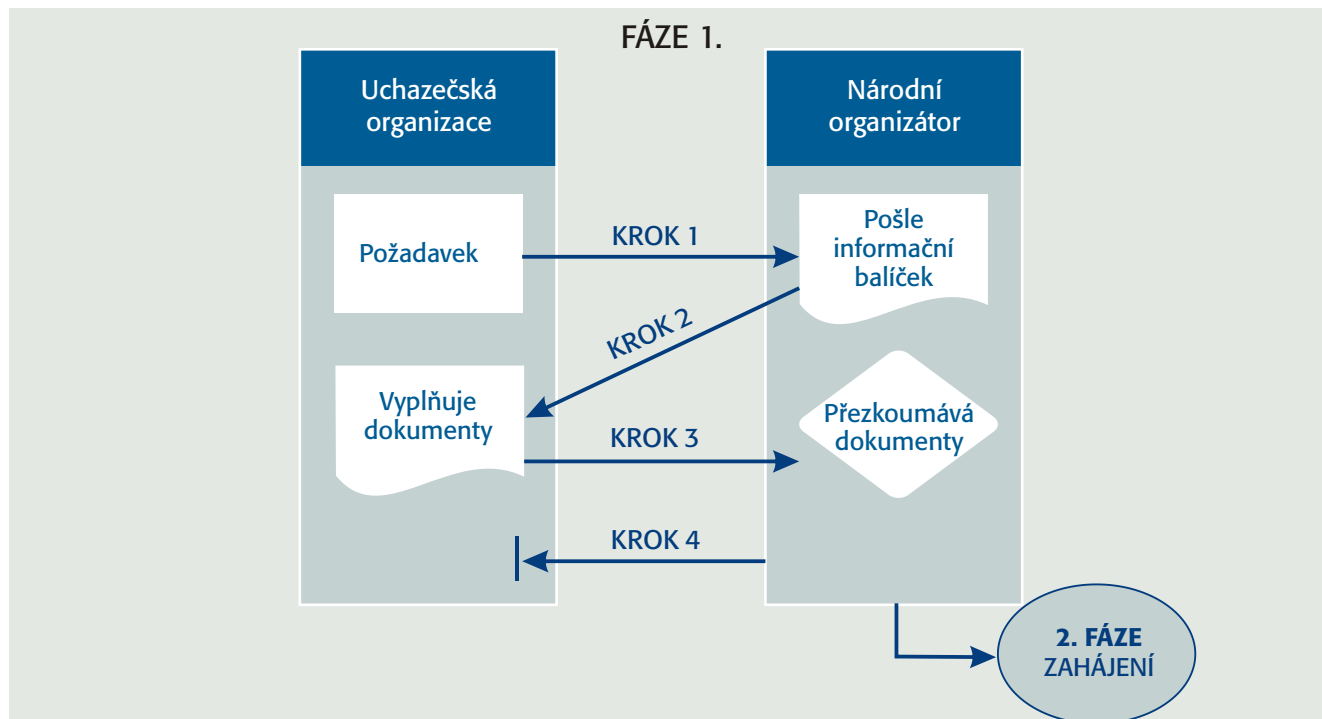 FÁZE 1.
Uchazečská
organizace
Národní
organizátor
Požadavek
KROK 1
Pošle
informační
balíček
KROK 2
Vyplňuje
dokumenty
KROK 3
Přezkoumává
dokumenty
KROK 4
2. FÁZE
ZAHÁJENÍ